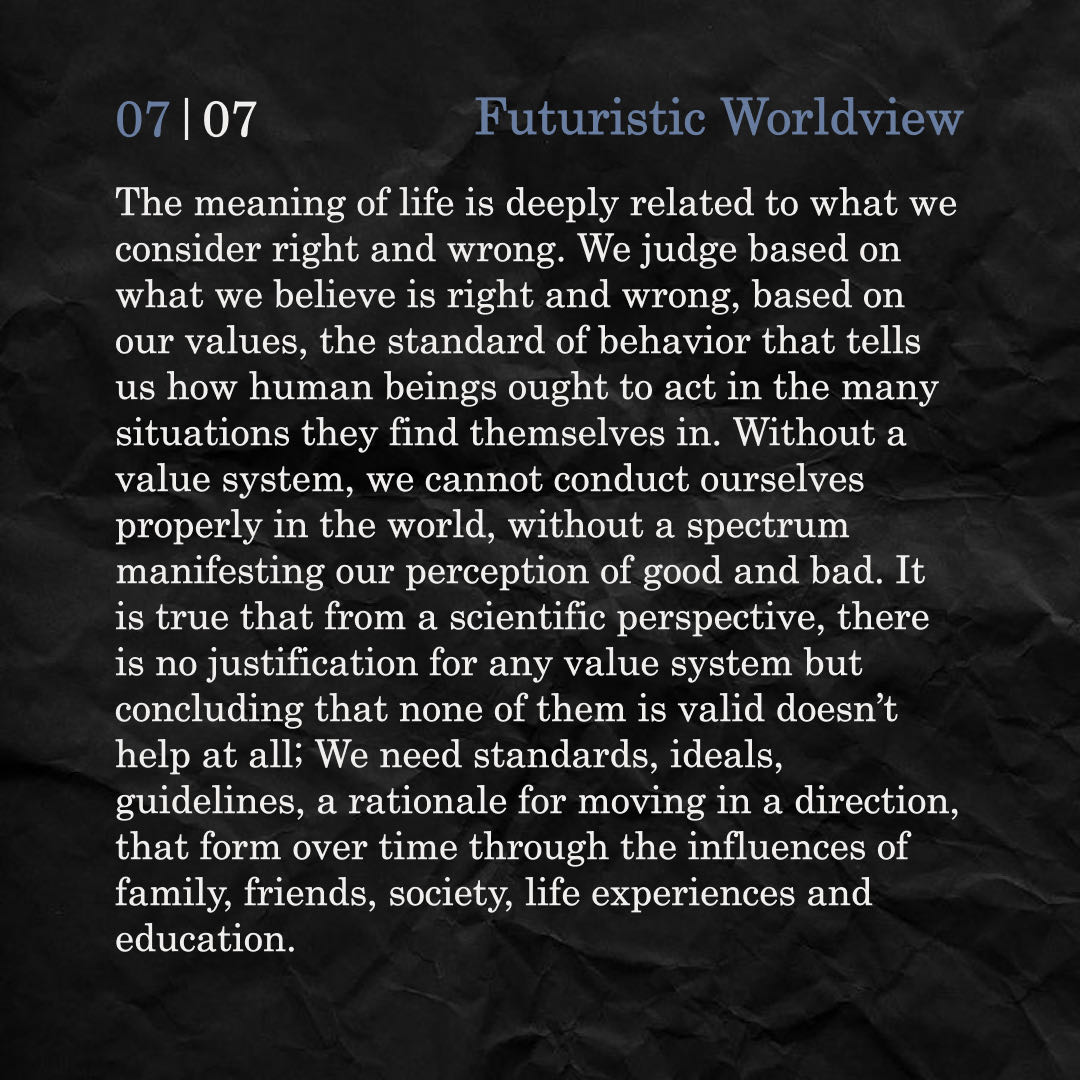 07|07
Futuristic Worldview
The meaning of life is deeply related to what we
consider right and wrong. We judge based on
what we believe is right and wrong, based on
our values, the standard of behavior that tells
us how human beings ought to act in the many
situations they find themselves in. Without a
value system, we cannot conduct ourselves
properly in the world, without a spectrum
manifesting our perception of good and bad. It
is true that from a scientific perspective, there
is no justification for any value system but
concluding that none of them is valid doesn’t
help at all; We need standards, ideals,
guidelines, a rationale for moving in a direction,
that form over time through the influences of
family, friends, society, life experiences and
education.